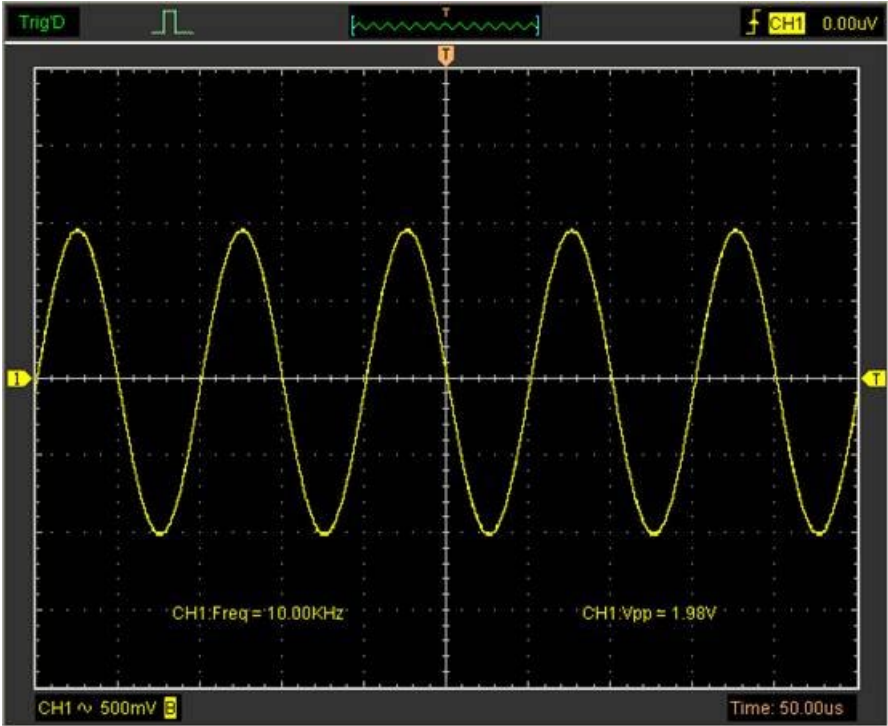 Trig'D
T
CH1 0.00uV
T
1
T
CH1:Freq = 10.00KHz
CH1:Vpp = 1.98V
CH1 ∿ 500mV B
Time: 50.00us